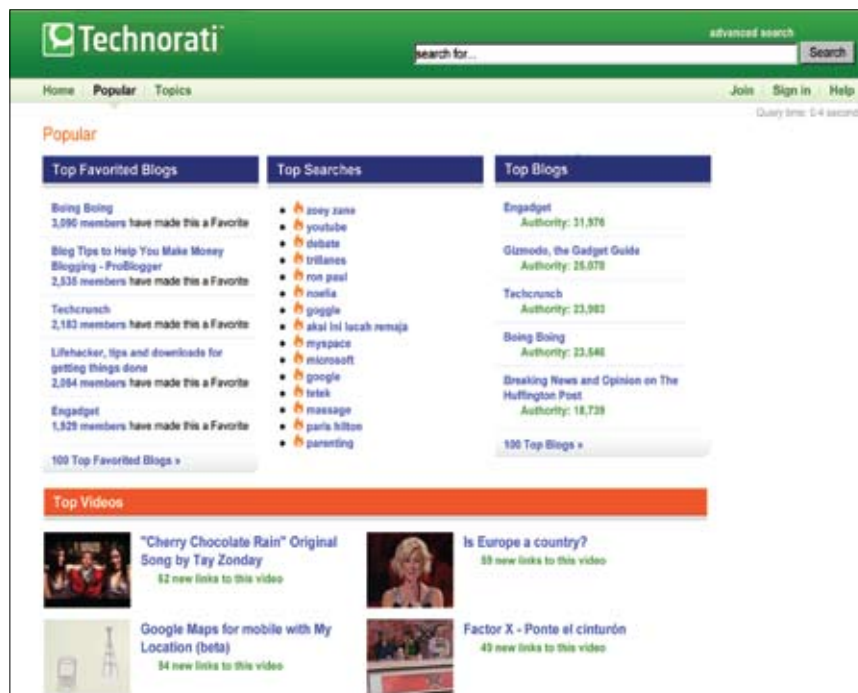 Technorati
advanced search
search for...
Search
Home Popular Topics
Join Sign in Help
Query time: 0.4 second
Popular
Top Favorited Blogs
Boing Boing
3,090 members have made this a Favorite
Blog Tips to Help You Make Money
Blogging - ProBlogger
2,535 members have made this a Favorite
Techcrunch
2,183 members have made this a Favorite
Lifehacker, tips and downloads for
getting things done
2,084 members have made this a Favorite
Engadget
1,929 members have made this a Favorite
100 Top Favorited Blogs »
Top Searches
zoey zane
youtube
debate
trillanes
ron paul
noelia
goggle
aksi ini lucah remaja
myspace
microsoft
google
tetek
massage
paris hilton
parenting
Top Blogs
Engadget
Authority: 31,976
Gizmodo, the Gadget Guide
Authority: 25,070
Techcrunch
Authority: 23,983
Boing Boing
Authority: 23,546
Breaking News and Opinion on The
Huffington Post
Authority: 18,739
100 Top Blogs »
Top Videos
"Cherry Chocolate Rain" Original
Song by Tay Zonday
62 new links to this video
Is Europe a country?
59 new links to this video
Google Maps for mobile with My
Location (beta)
54 new links to this video
Factor X - Ponte el cinturón
49 new links to this video